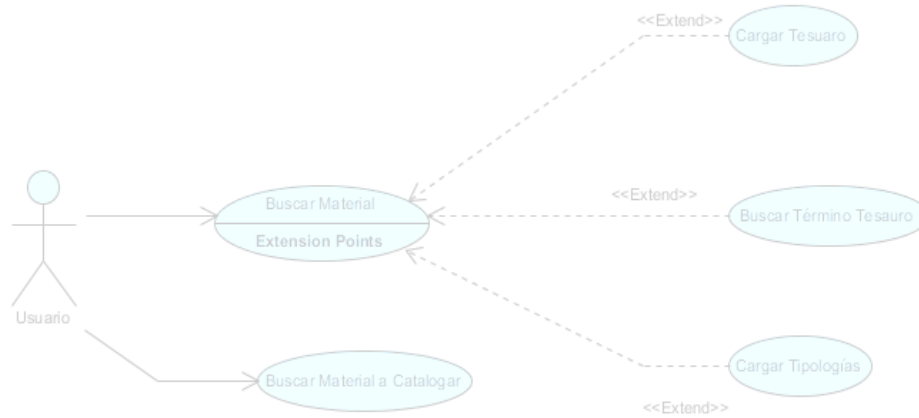 <<Extend>>
Cargar Tesuaro
<<Extend>>
Buscar Material
Buscar Término Tesauro
Extension Points
Usuario
Cargar Tipologías
Buscar Material a Catalogar
<<Extend>>